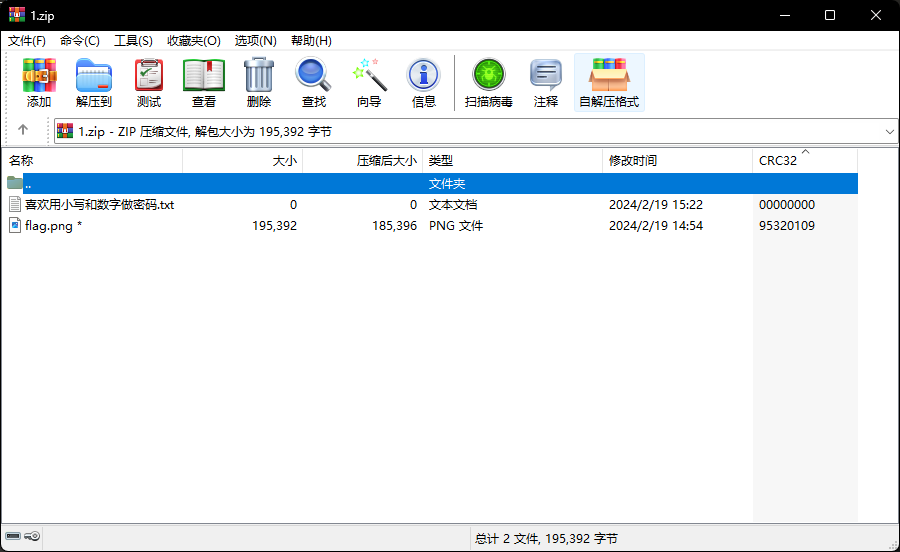 1.zip
文件(F) 命令(C) 工具(S) 收藏夹(O) 选项(N) 帮助(H)
添加 解压到 测试 查看 删除 查找 向导 信息 扫描病毒 注释 自解压格式
1.zip - ZIP 压缩文件, 解包大小为 195,392 字节
名称 大小 压缩后大小 类型 修改时间 CRC32
.. 文件夹
喜欢用小写和数字做密码.txt 0 0 文本文档 2024/2/19 15:22 00000000
flag.png * 195,392 185,396 PNG 文件 2024/2/19 14:54 95320109
总计 2 文件, 195,392 字节